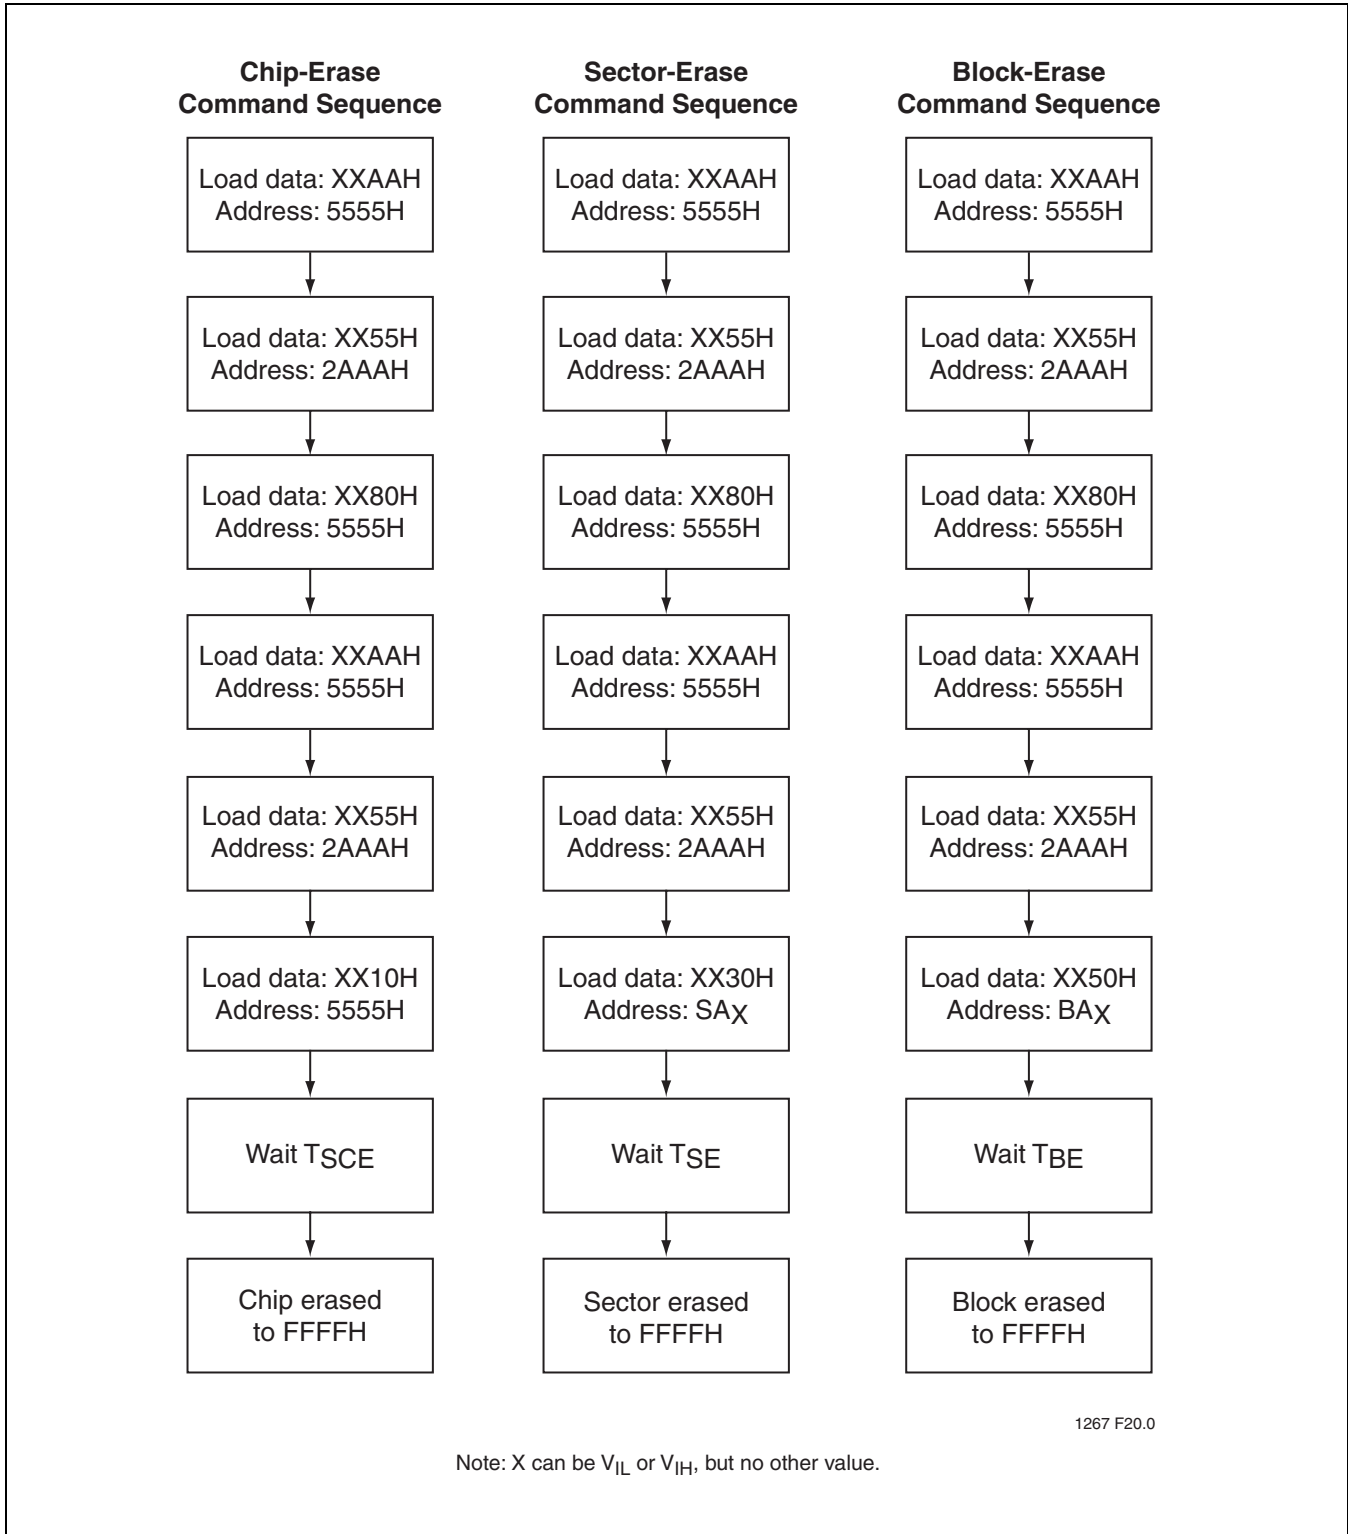 Chip-Erase
Command Sequence
Load data: XXAAH
Address: 5555H
Load data: XX55H
Address: 2AAAH
Load data: XX80H
Address: 5555H
Load data: XXAAH
Address: 5555H
Load data: XX55H
Address: 2AAAH
Load data: XX10H
Address: 5555H
Wait TSCE
Chip erased
to FFFFH
Sector-Erase
Command Sequence
Load data: XXAAH
Address: 5555H
Load data: XX55H
Address: 2AAAH
Load data: XX80H
Address: 5555H
Load data: XXAAH
Address: 5555H
Load data: XX55H
Address: 2AAAH
Load data: XX30H
Address: SAX
Wait TSE
Sector erased
to FFFFH
Block-Erase
Command Sequence
Load data: XXAAH
Address: 5555H
Load data: XX55H
Address: 2AAAH
Load data: XX80H
Address: 5555H
Load data: XXAAH
Address: 5555H
Load data: XX55H
Address: 2AAAH
Load data: XX50H
Address: BAX
Wait TBE
Block erased
to FFFFH
1267 F20.0
Note: X can be VIL or VIH, but no other value.